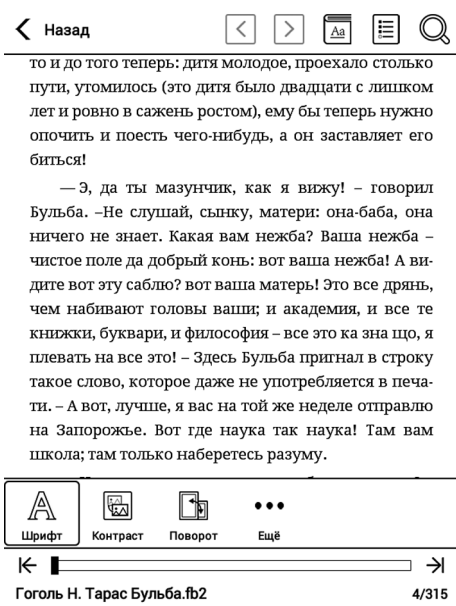 Назад
Aa
то и до того теперь: дитя молодое, проехало столько
пути, утомилось (это дитя было двадцати с лишком
лет и ровно в сажень ростом), ему бы теперь нужно
опочить и поесть чего-нибудь, а он заставляет его
биться!
— Э, да ты мазунчик, как я вижу! – говорил
Бульба. –Не слушай, сынку, матери: она-баба, она
ничего не знает. Какая вам нежба? Ваша нежба –
чистое поле да добрый конь: вот ваша нежба! А ви-
дите вот эту саблю? вот ваша матерь! Это все дрянь,
чем набивают головы ваши; и академия, и все те
книжки, буквари, и философия – все это ка зна що, я
плевать на все это! – Здесь Бульба пригнал в строку
такое слово, которое даже не употребляется в печа-
ти. – А вот, лучше, я вас на той же неделе отправлю
на Запорожье. Вот где наука так наука! Там вам
школа; там только наберетесь разуму.
Шрифт Контраст Поворот Ещё
Гоголь Н. Тарас Бульба.fb2 4/315